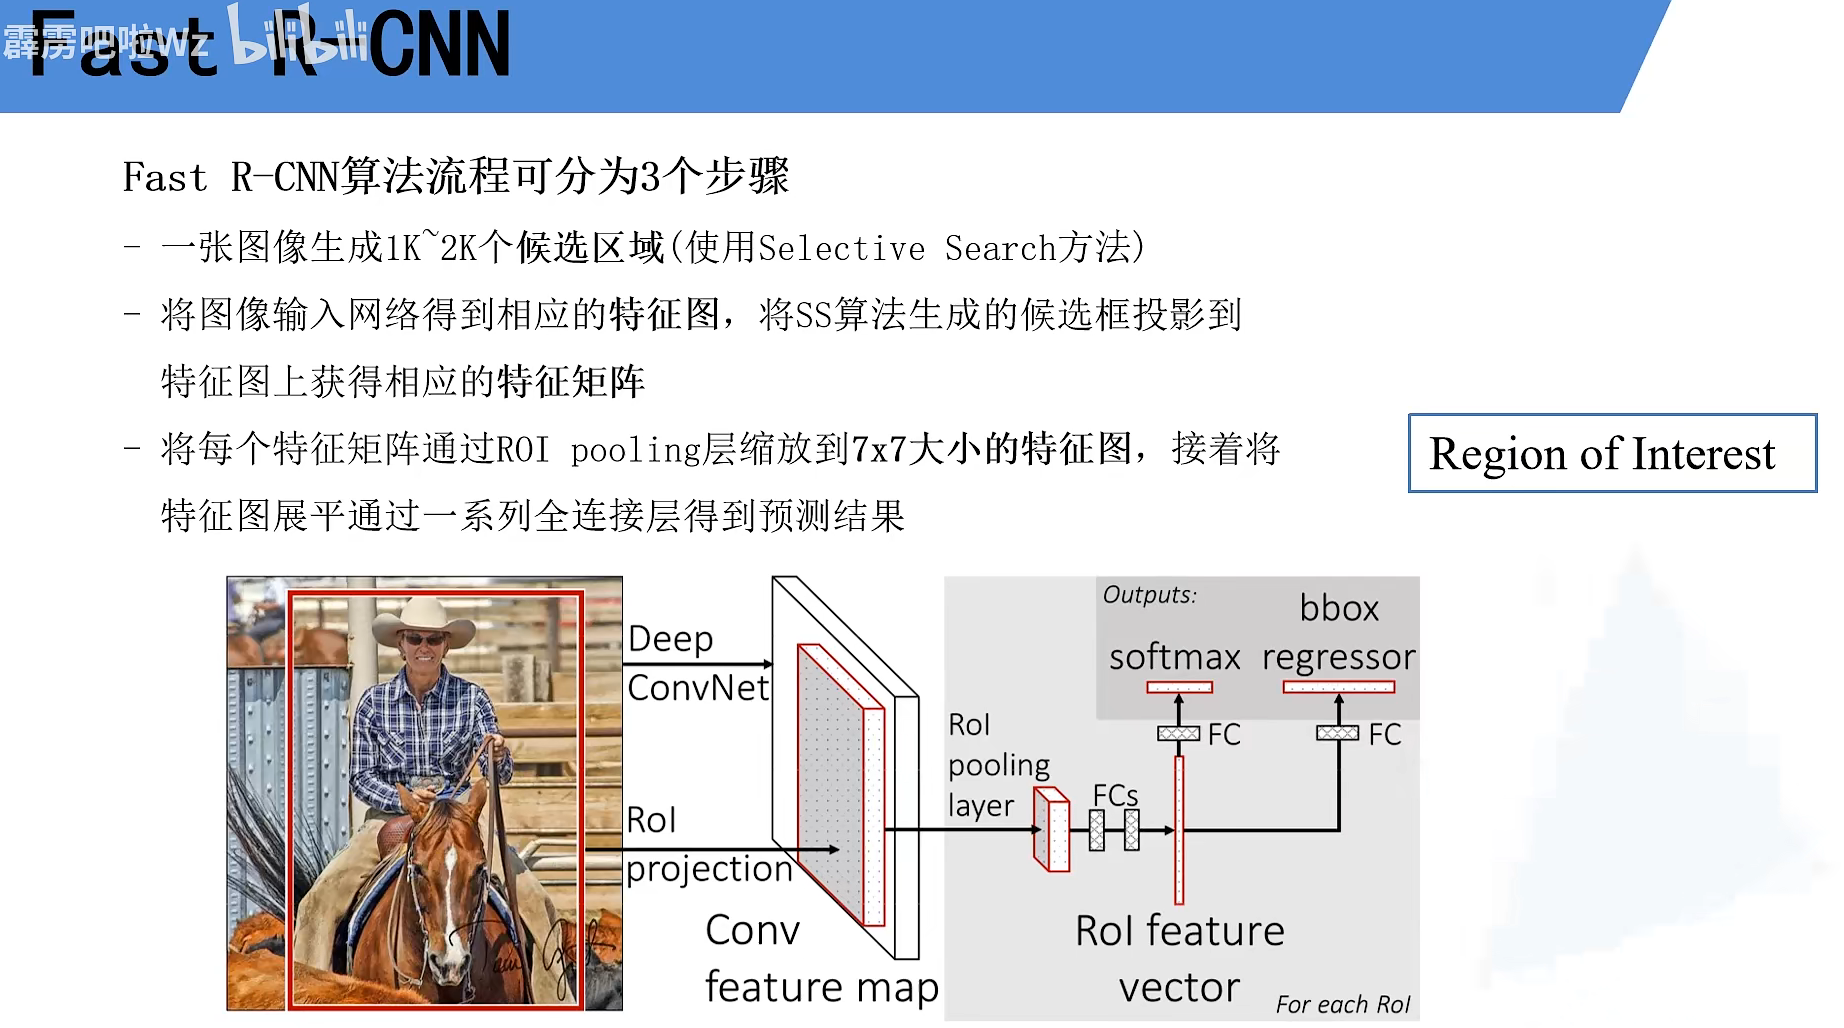 Fast R-CNN
霹雳吧啦Wz bilibili
Fast R-CNN算法流程可分为3个步骤
- 一张图像生成1K~2K个候选区域(使用Selective Search方法)
- 将图像输入网络得到相应的特征图，将SS算法生成的候选框投影到
特征图上获得相应的特征矩阵
- 将每个特征矩阵通过ROI pooling层缩放到7x7大小的特征图，接着将
特征图展平通过一系列全连接层得到预测结果
Region of Interest
Deep
ConvNet
RoI
projection
Conv
feature map
RoI
pooling
layer
FCs
Outputs:
softmax
bbox
regressor
FC
FC
RoI feature
vector
For each RoI